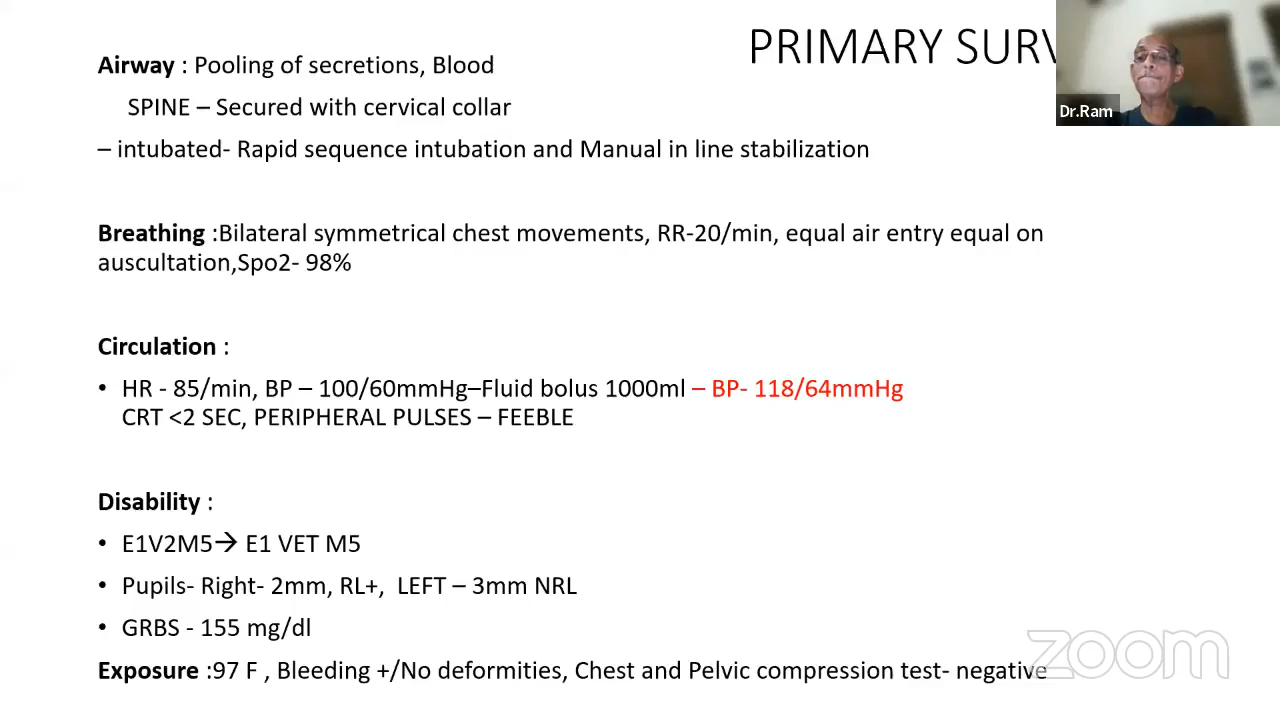 PRIMARY SURV
Airway : Pooling of secretions, Blood
SPINE – Secured with cervical collar
– intubated- Rapid sequence intubation and Manual in line stabilization
Breathing :Bilateral symmetrical chest movements, RR-20/min, equal air entry equal on
auscultation,Spo2- 98%
Circulation :
• HR - 85/min, BP – 100/60mmHg–Fluid bolus 1000ml – BP- 118/64mmHg
CRT <2 SEC, PERIPHERAL PULSES – FEEBLE
Disability :
• E1V2M5→ E1 VET M5
• Pupils- Right- 2mm, RL+, LEFT – 3mm NRL
• GRBS - 155 mg/dl
Exposure :97 F , Bleeding +/No deformities, Chest and Pelvic compression test- negative
Dr.Ram
zoom